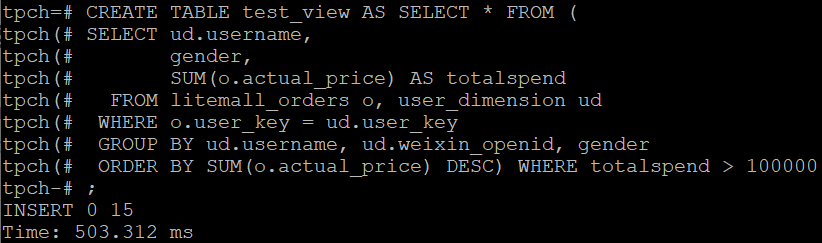 tpch=# CREATE TABLE test_view AS SELECT * FROM (
tpch(# SELECT ud.username,
tpch(#        gender,
tpch(#        SUM(o.actual_price) AS totalspend
tpch(#   FROM litemall_orders o, user_dimension ud
tpch(#  WHERE o.user_key = ud.user_key
tpch(#  GROUP BY ud.username, ud.weixin_openid, gender
tpch(#  ORDER BY SUM(o.actual_price) DESC) WHERE totalspend > 100000
tpch-# ;
INSERT 0 15
Time: 503.312 ms